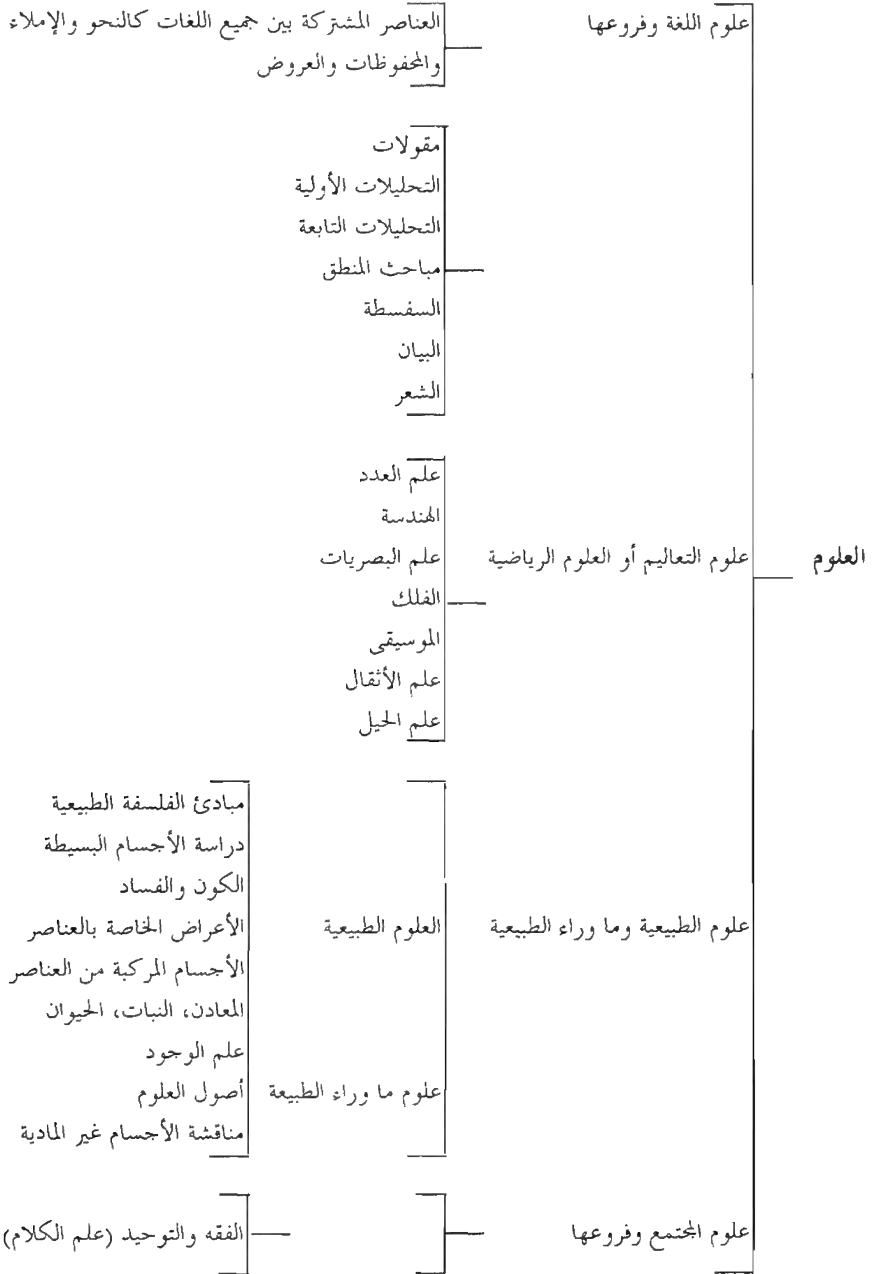 علوم اللغة وفروعها العناصر المشتركة بين جميع اللغات كالنحو والإملاء
والمحفوظات والعروض
مقولات
التحليلات الأولية
التحليلات التابعة
مباحث المنطق
السفسطة
البيان
الشعر
علم العدد
الهندسة
العلوم علوم التعاليم أو العلوم الرياضية علم البصريات
الفلك
الموسيقى
علم الأثقال
علم الحيل
مبادئ الفلسفة الطبيعية
دراسة الأجسام البسيطة
الكون والفساد
علوم الطبيعية وما وراء الطبيعية العلوم الطبيعية الأعراض الخاصة بالعناصر
الأجسام المركبة من العناصر
المعادن، النبات، الحيوان
علم الوجود
علوم ما وراء الطبيعة أصول العلوم
مناقشة الأجسام غير المادية
علوم المجتمع وفروعها الفقه والتوحيد (علم الكلام)